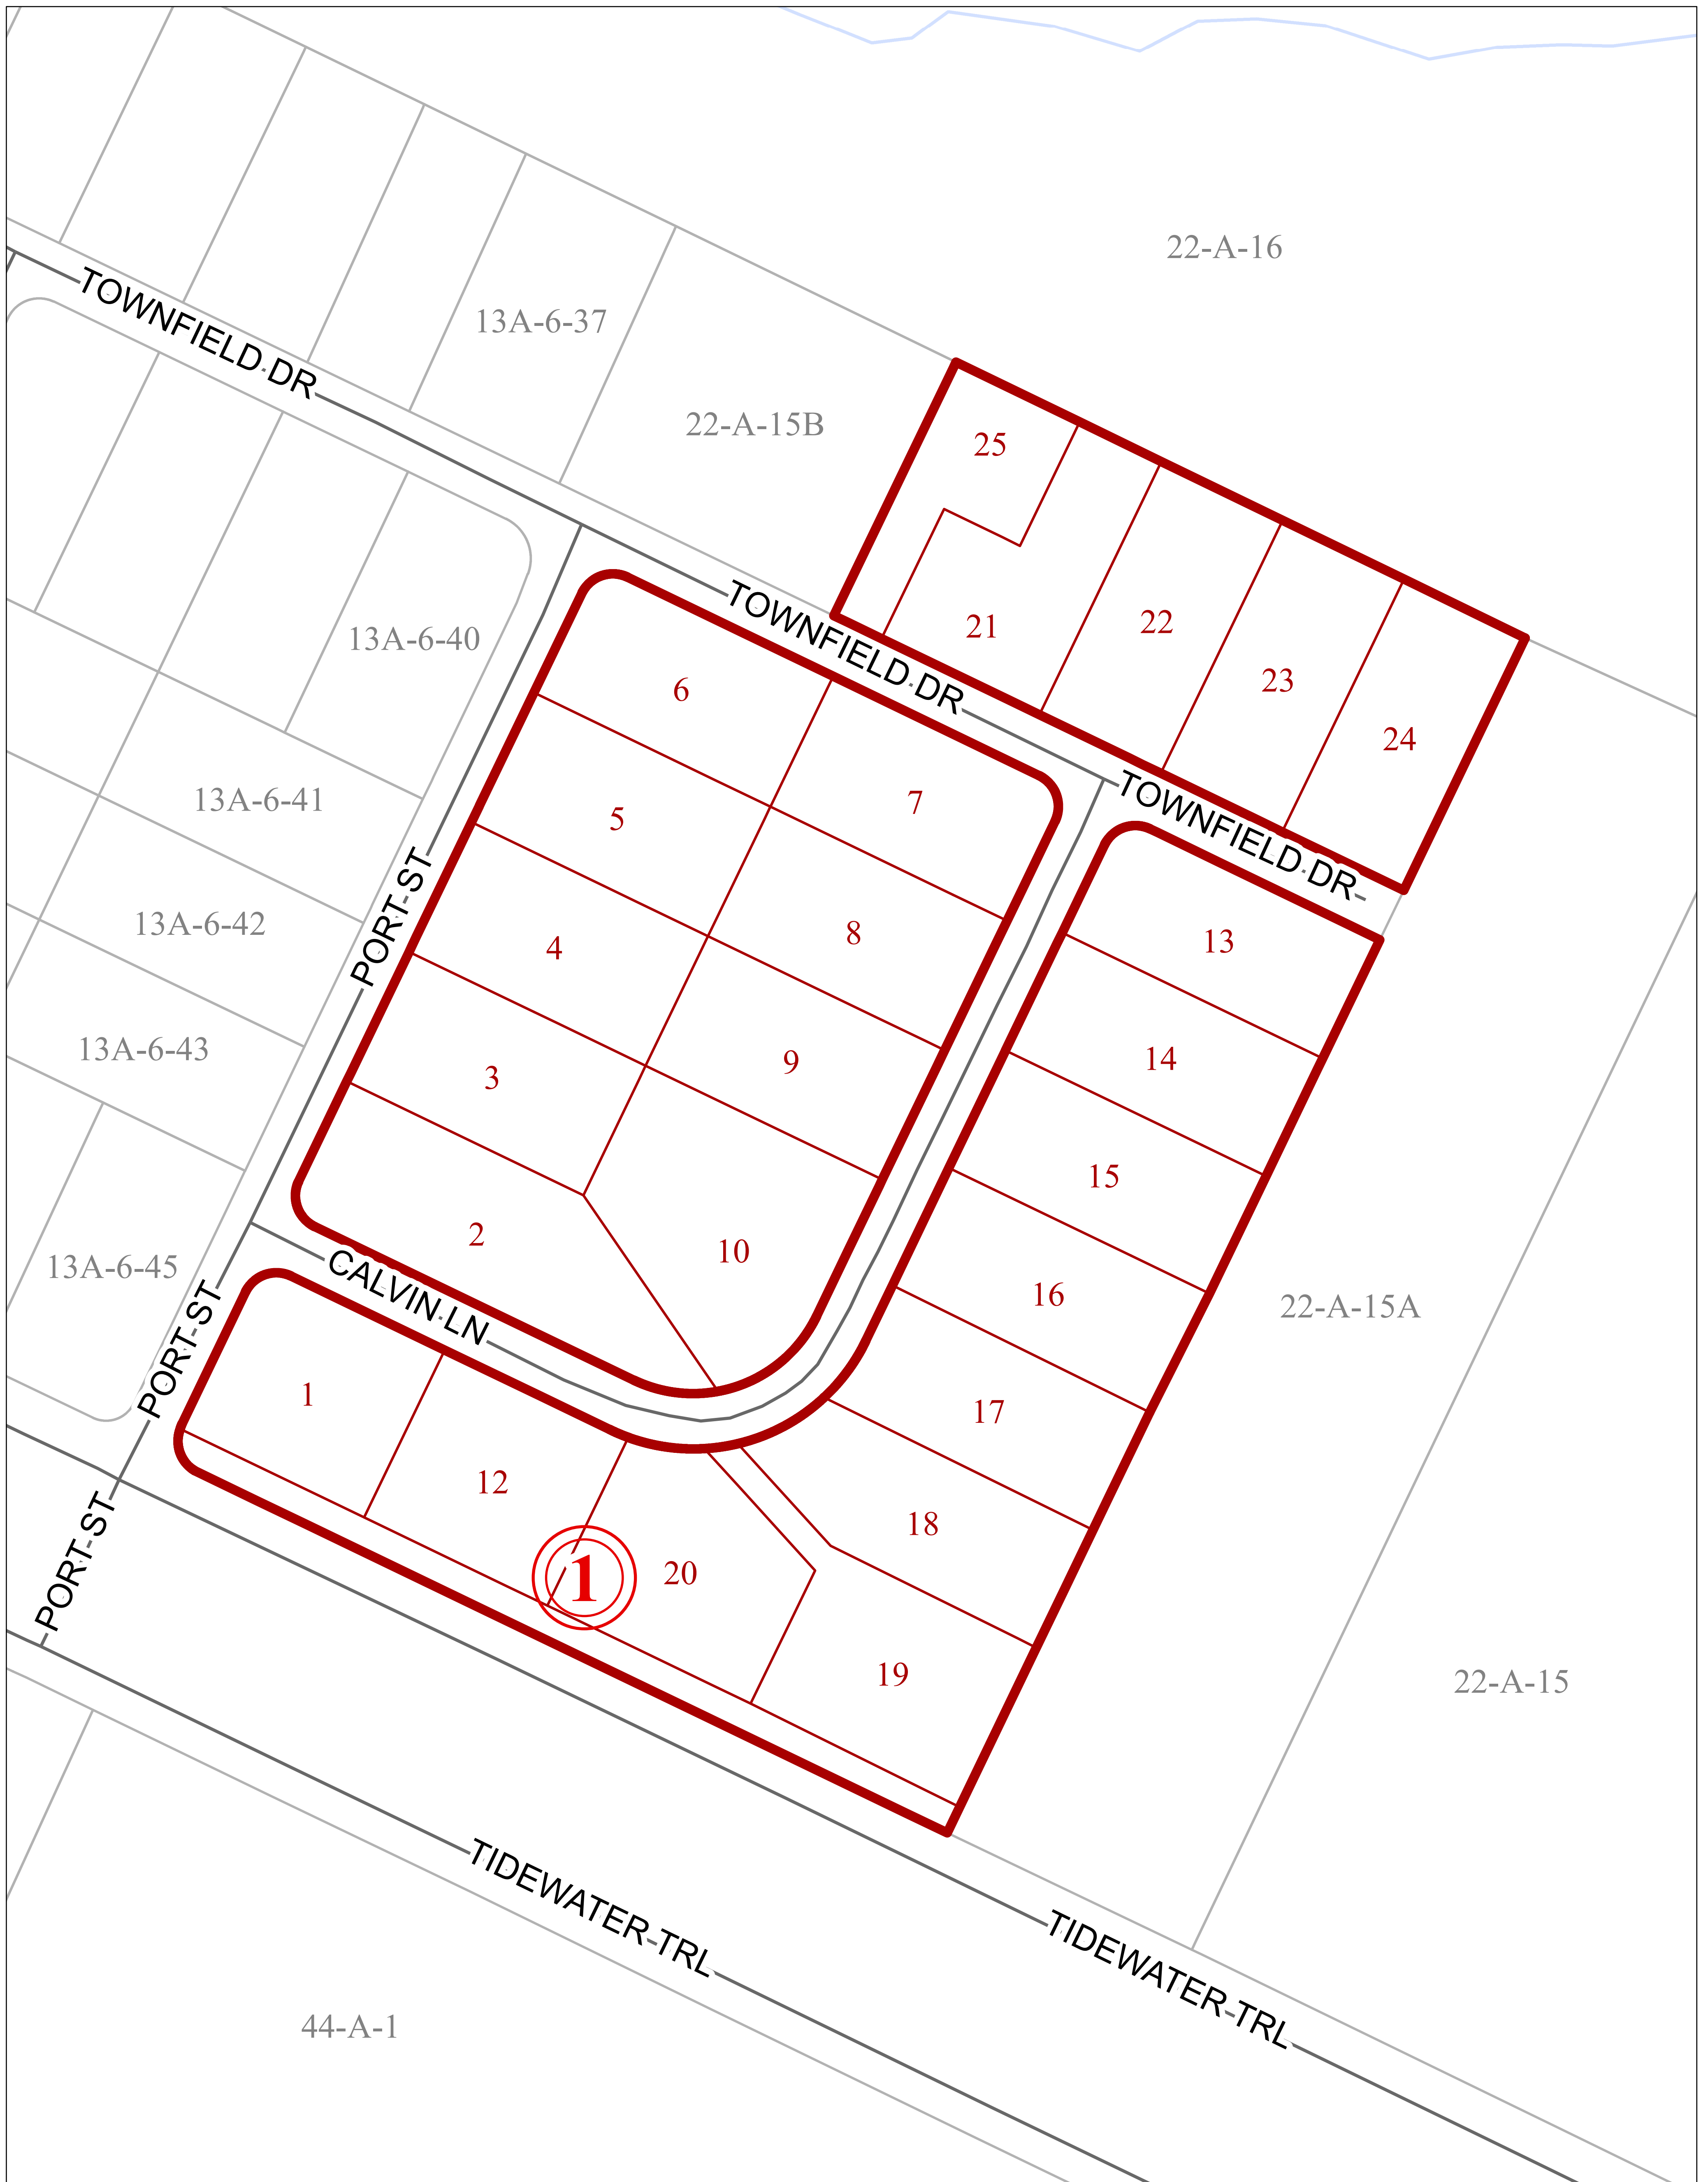 22-A-16
TOWNFIELD DR
13A-6-37
22-A-15B
25
TOWNFIELD DR
21
22
13A-6-40
23
6
24
TOWNFIELD DR
13A-6-41
5
7
PORT ST
13A-6-42
4
8
13
13A-6-43
3
9
14
15
13A-6-45
2
10
16
22-A-15A
CALVIN LN
PORT ST
1
17
12
18
PORT ST
1
20
19
22-A-15
TIDEWATER TRL
TIDEWATER TRL
44-A-1